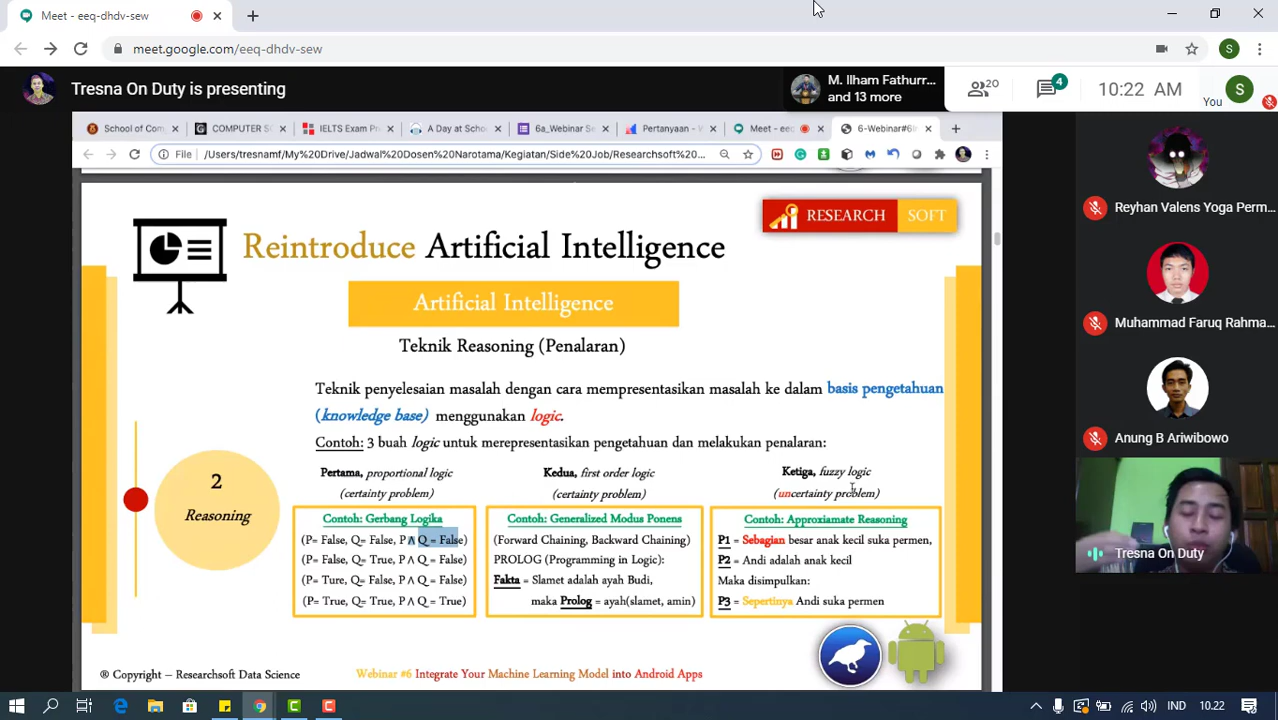 Meet - eeq-dhdv-sew
meet.google.com/eeq-dhdv-sew
S
Tresna On Duty is presenting
M. Ilham Fathurr...
and 13 more
20
4
10:22 AM
You
S
School of Com
COMPUTER SC
IELTS Exam Pr
A Day at Scho
6a_Webinar Se
Pertanyaan - W
Meet - eeq
6-Webinar#6I
File
/Users/tresnamf/My%20Drive/Jadwal%20Dosen%20Narotama/Kegiatan/Side%20Job/Researchsoft%20...
RESEARCH SOFT
Reintroduce Artificial Intelligence
Artificial Intelligence
Teknik Reasoning (Penalaran)
Teknik penyelesaian masalah dengan cara mempresentasikan masalah ke dalam basis pengetahuan
(knowledge base) menggunakan logic.
Contoh: 3 buah logic untuk merepresentasikan pengetahuan dan melakukan penalaran:
2
Reasoning
Pertama, proportional logic
(certainty problem)
Contoh: Gerbang Logika
(P= False, Q= False, P ∧ Q = False)
(P= False, Q= True, P ∧ Q = False)
(P= Ture, Q= False, P ∧ Q = False)
(P= True, Q= True, P ∧ Q = True)
Kedua, first order logic
(certainty problem)
Contoh: Generalized Modus Ponens
(Forward Chaining, Backward Chaining)
PROLOG (Programming in Logic):
Fakta = Slamet adalah ayah Budi,
maka Prolog = ayah(slamet, amin)
Ketiga, fuzzy logic
(uncertainty problem)
Contoh: Approxiamate Reasoning
P1 = Sebagian besar anak kecil suka permen,
P2 = Andi adalah anak kecil
Maka disimpulkan:
P3 = Sepertinya Andi suka permen
® Copyright – Researchsoft Data Science
Webinar #6 Integrate Your Machine Learning Model into Android Apps
Reyhan Valens Yoga Perm...
Muhammad Faruq Rahma...
Anung B Ariwibowo
Tresna On Duty
IND
10.22